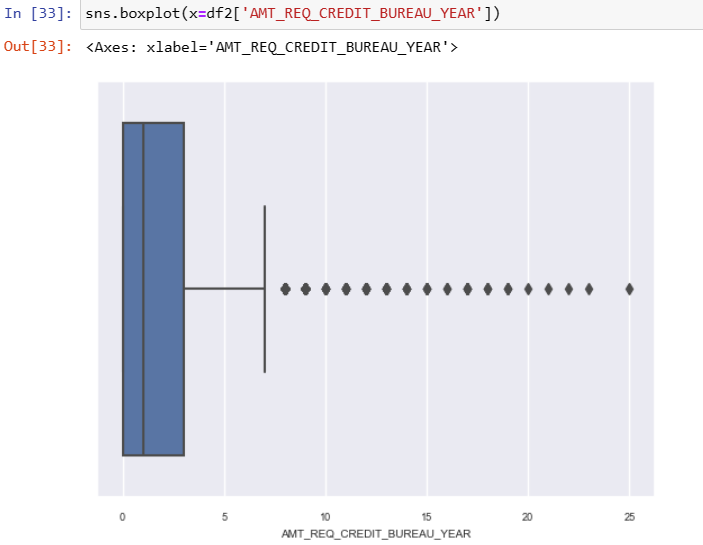 In [33]: sns.boxplot(x=df2['AMT_REQ_CREDIT_BUREAU_YEAR'])
Out[33]: <Axes: xlabel='AMT_REQ_CREDIT_BUREAU_YEAR'>
0 5 10 15 20 25
AMT_REQ_CREDIT_BUREAU_YEAR